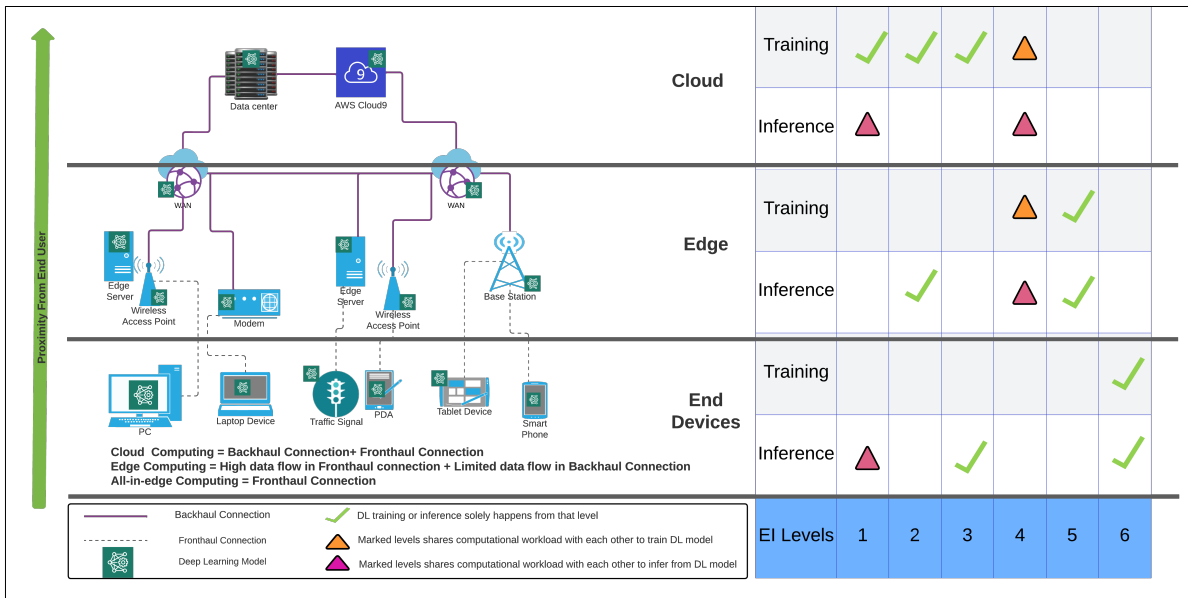 Proximity From End User
Data center
9
AWS Cloud9
Cloud
WAN
WAN
Edge
Edge
Server
Wireless
Access Point
Modem
Edge
Server
Wireless
Access Point
Base Station
End
Devices
PC
Laptop Device
Traffic Signal
PDA
Tablet Device
Smart
Phone
Cloud Computing = Backhaul Connection+ Fronthaul Connection
Edge Computing = High data flow in Fronthaul connection + Limited data flow in Backhaul Connection
All-in-edge Computing = Fronthaul Connection
Backhaul Connection
Fronthaul Connection
Deep Learning Model
DL training or inference solely happens from that level
Marked levels shares computational workload with each other to train DL model
Marked levels shares computational workload with each other to infer from DL model
Training
Inference
Training
Inference
Training
Inference
EI Levels 1 2 3 4 5 6